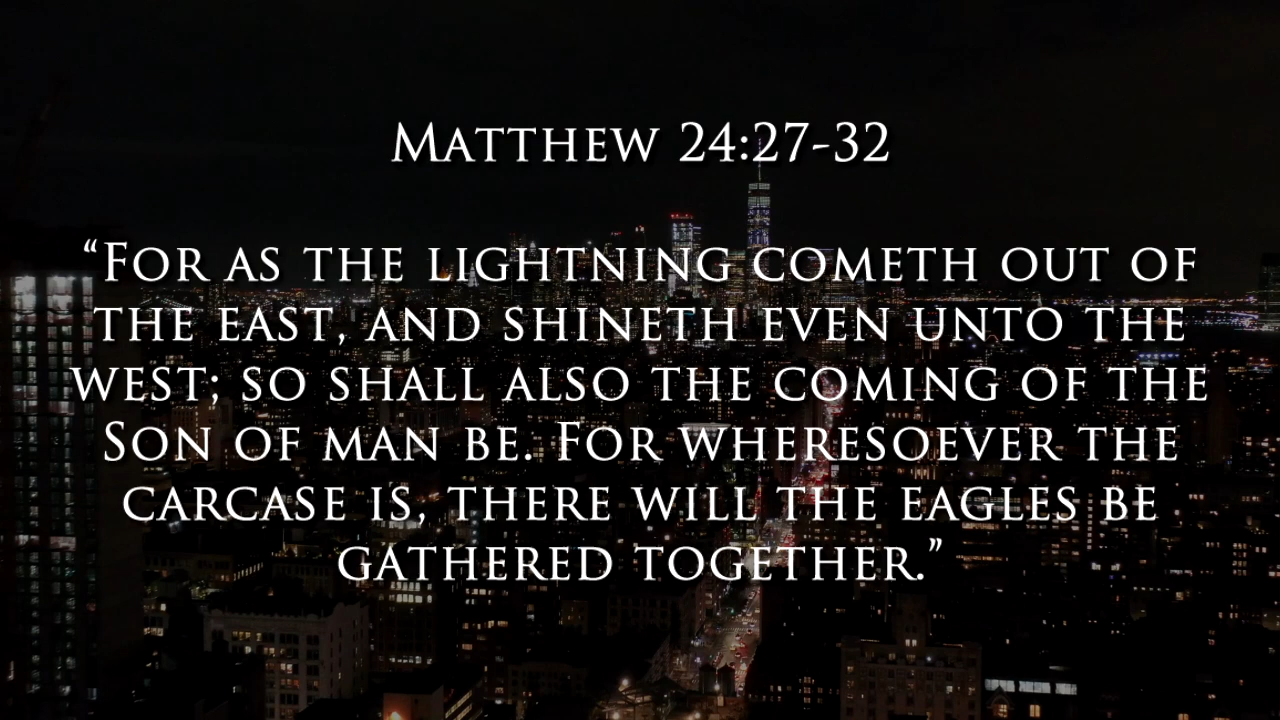 Matthew 24:27-32
“For as the lightning cometh out of
the east, and shineth even unto the
west; so shall also the coming of the
Son of man be. For wheresoever the
carcase is, there will the eagles be
gathered together.”